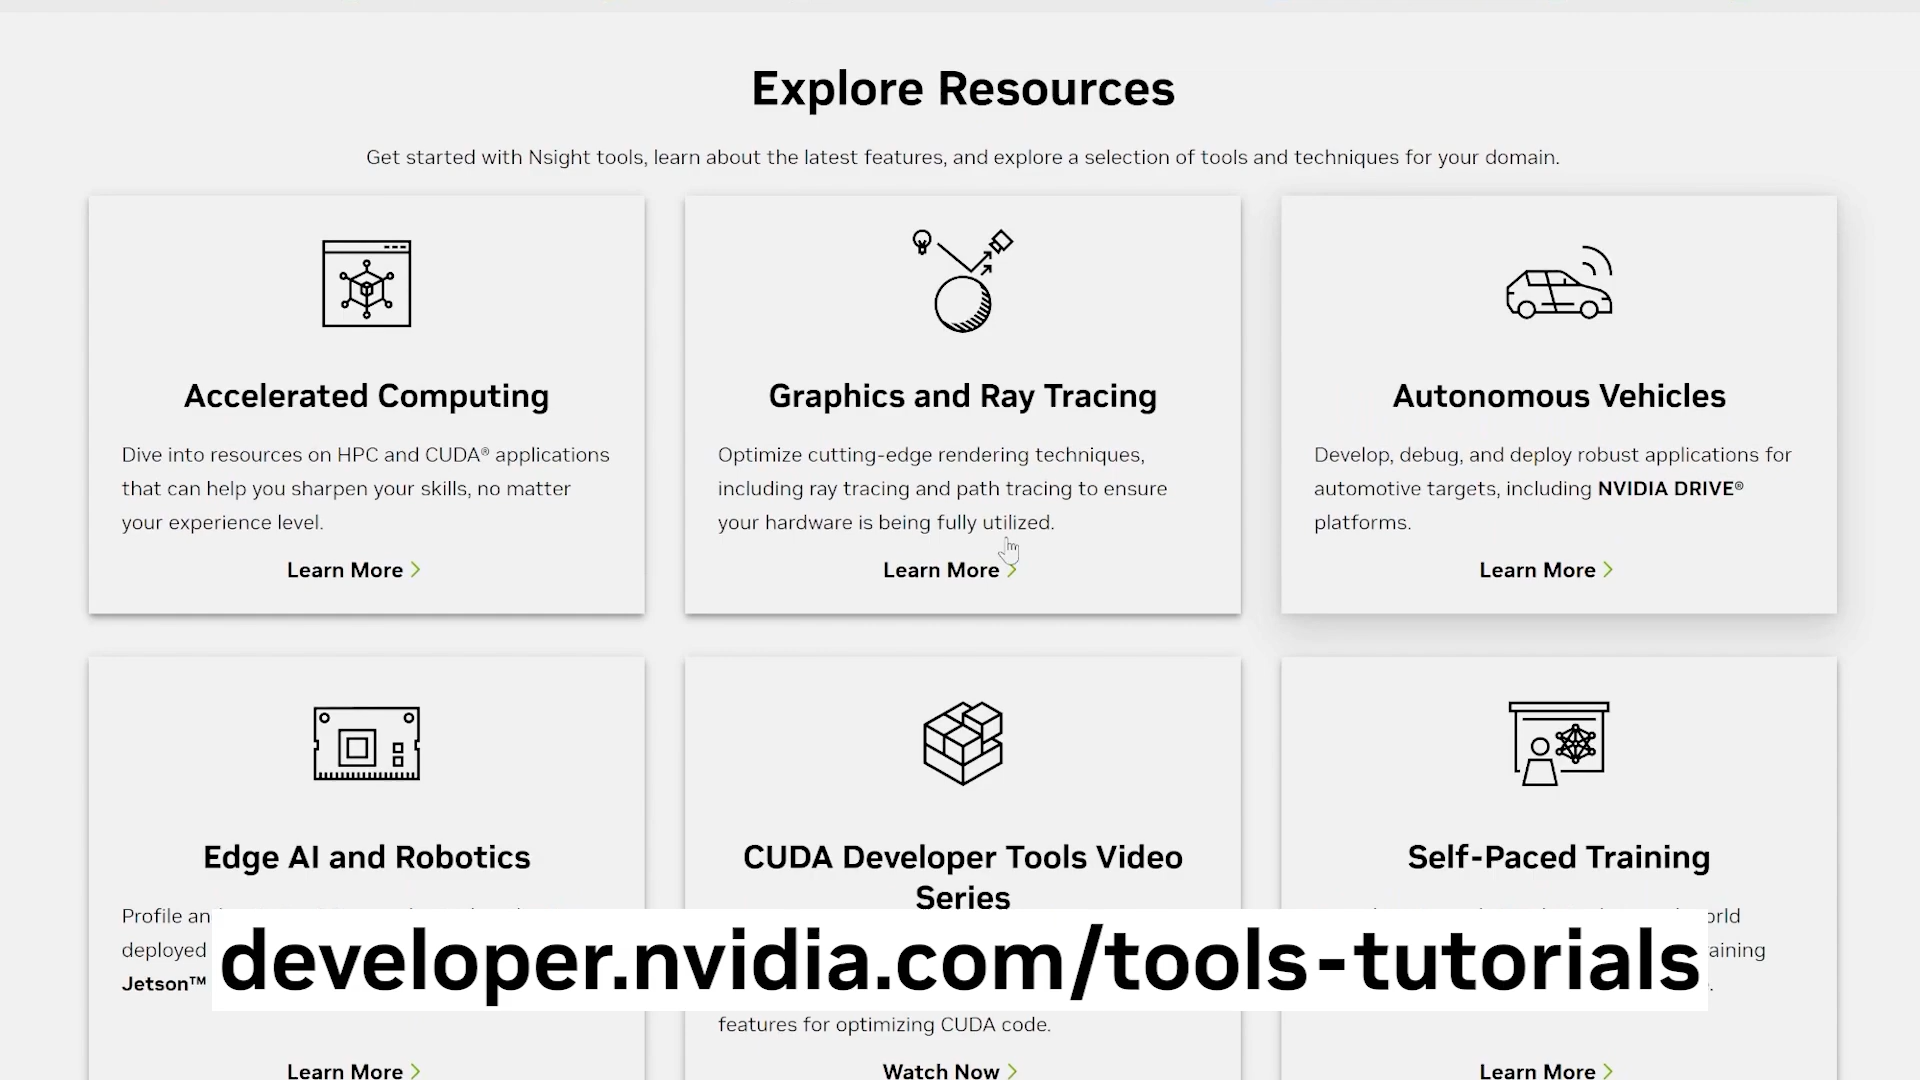 Explore Resources
Get started with Nsight tools, learn about the latest features, and explore a selection of tools and techniques for your domain.
Accelerated Computing
Dive into resources on HPC and CUDA® applications
that can help you sharpen your skills, no matter
your experience level.
Learn More
Graphics and Ray Tracing
Optimize cutting-edge rendering techniques,
including ray tracing and path tracing to ensure
your hardware is being fully utilized.
Learn More
Autonomous Vehicles
Develop, debug, and deploy robust applications for
automotive targets, including NVIDIA DRIVE®
platforms.
Learn More
Edge AI and Robotics
Profile
deployed
Jetson™
Learn More
CUDA Developer Tools Video
Series
features for optimizing CUDA code.
Watch Now
Self-Paced Training
Learn More
developer.nvidia.com/tools-tutorials